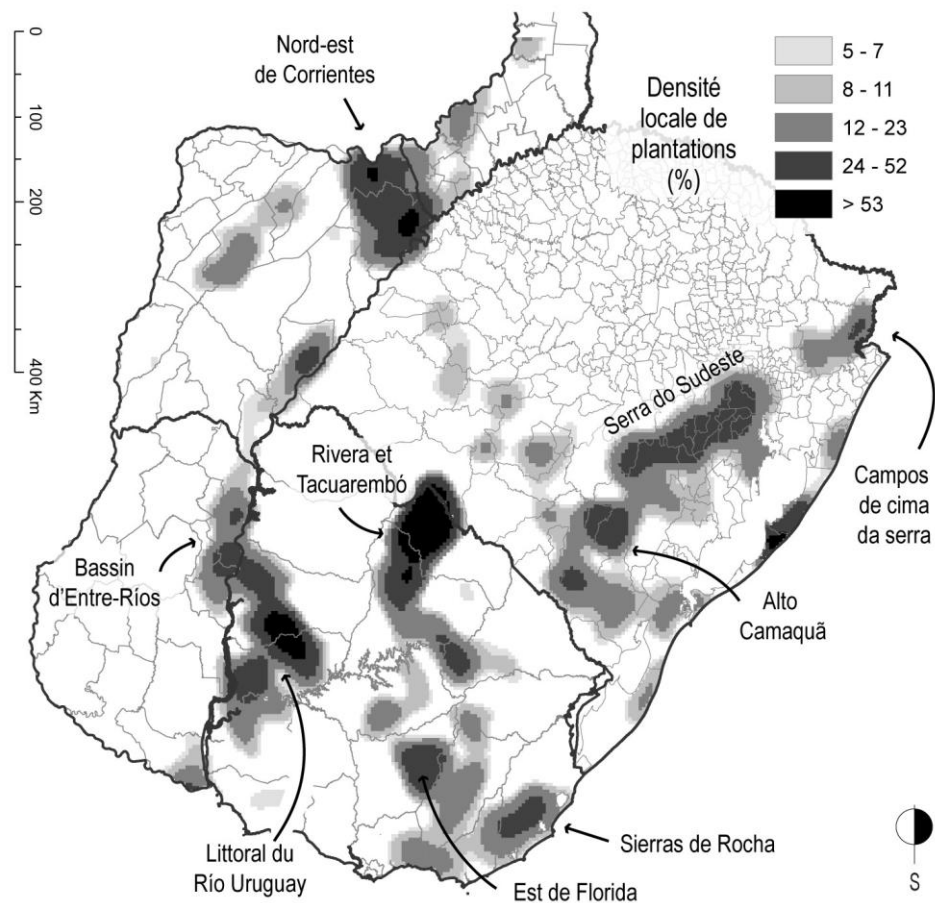 0
100
200
400 Km
Nord-est
de Corrientes
Densité
locale de
plantations
(%)
5 - 7
8 - 11
12 - 23
24 - 52
> 53
Serra do Sudeste
Rivera et
Tacuarembó
Campos
de cima
da serra
Bassin
d'Entre-Ríos
Alto
Camaquã
Littoral du
Río Uruguay
Est de Florida
Sierras de Rocha
S